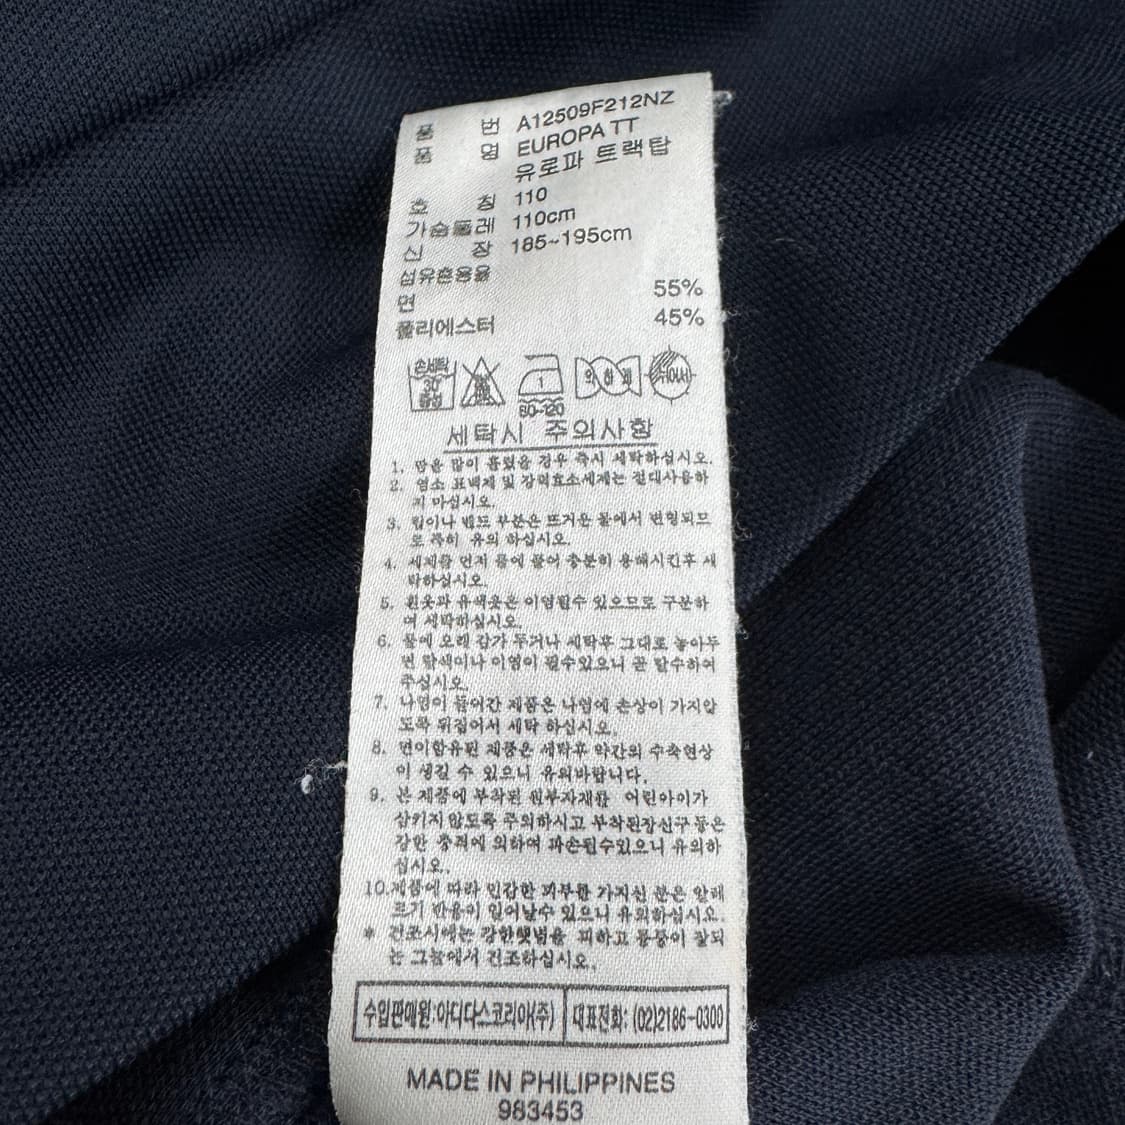 품 번 A12509F212NZ
품 명 EUROPA TT
유로파 트랙탑
호 칭 110
가슴둘레 110cm
신 장 185~195cm
섬유혼용율
면 55%
폴리에스터 45%
손세탁 30° 중성
1
80-120
세탁시 주의사항
1. 땀을 많이 흘렸을 경우 즉시 세탁하십시오.
2. 염소 표백제 및 강력효소세제는 절대사용하
지 마십시오.
3. 립이나 밴드 부분은 뜨거운 물에서 변형되므
로 특히 유의 하십시오.
4. 세제를 먼저 물에 풀어 충분히 용해시킨후 세
탁하십시오.
5. 흰옷과 유색옷은 이염될수 있으므로 구분하
여 세탁하십시오.
6. 물에 오래 감가 두거나 세탁후 그대로 놓아두
면 탈색이나 이염이 될수있으니 곧 탈수하여
주십시오.
7. 나염이 들어간 제품은 나염에 손상이 가지않
도록 뒤집어서 세탁 하십시오.
8. 면이함유된 제품은 세탁후 약간의 수축현상
이 생길 수 있으니 유의바랍니다.
9. 본 제품에 부착된 원부자재를 어린아이가
삼키지않도록 주의하시고 부착된장신구 등은
강한 충격에 의하여 파손될수있으니 유의하
십시오.
10.제품에 따라 민감한 피부를 가지신 분은 알레
르기 반응이 일어날수 있으니 유의하십시오.
* 건조시에는 강한햇볕을 피하고 통풍이 잘되
는 그늘에서 건조하십시오.
수입판매원:아디다스코리아(주) 대표전화: (02)2186-0300
MADE IN PHILIPPINES
983453